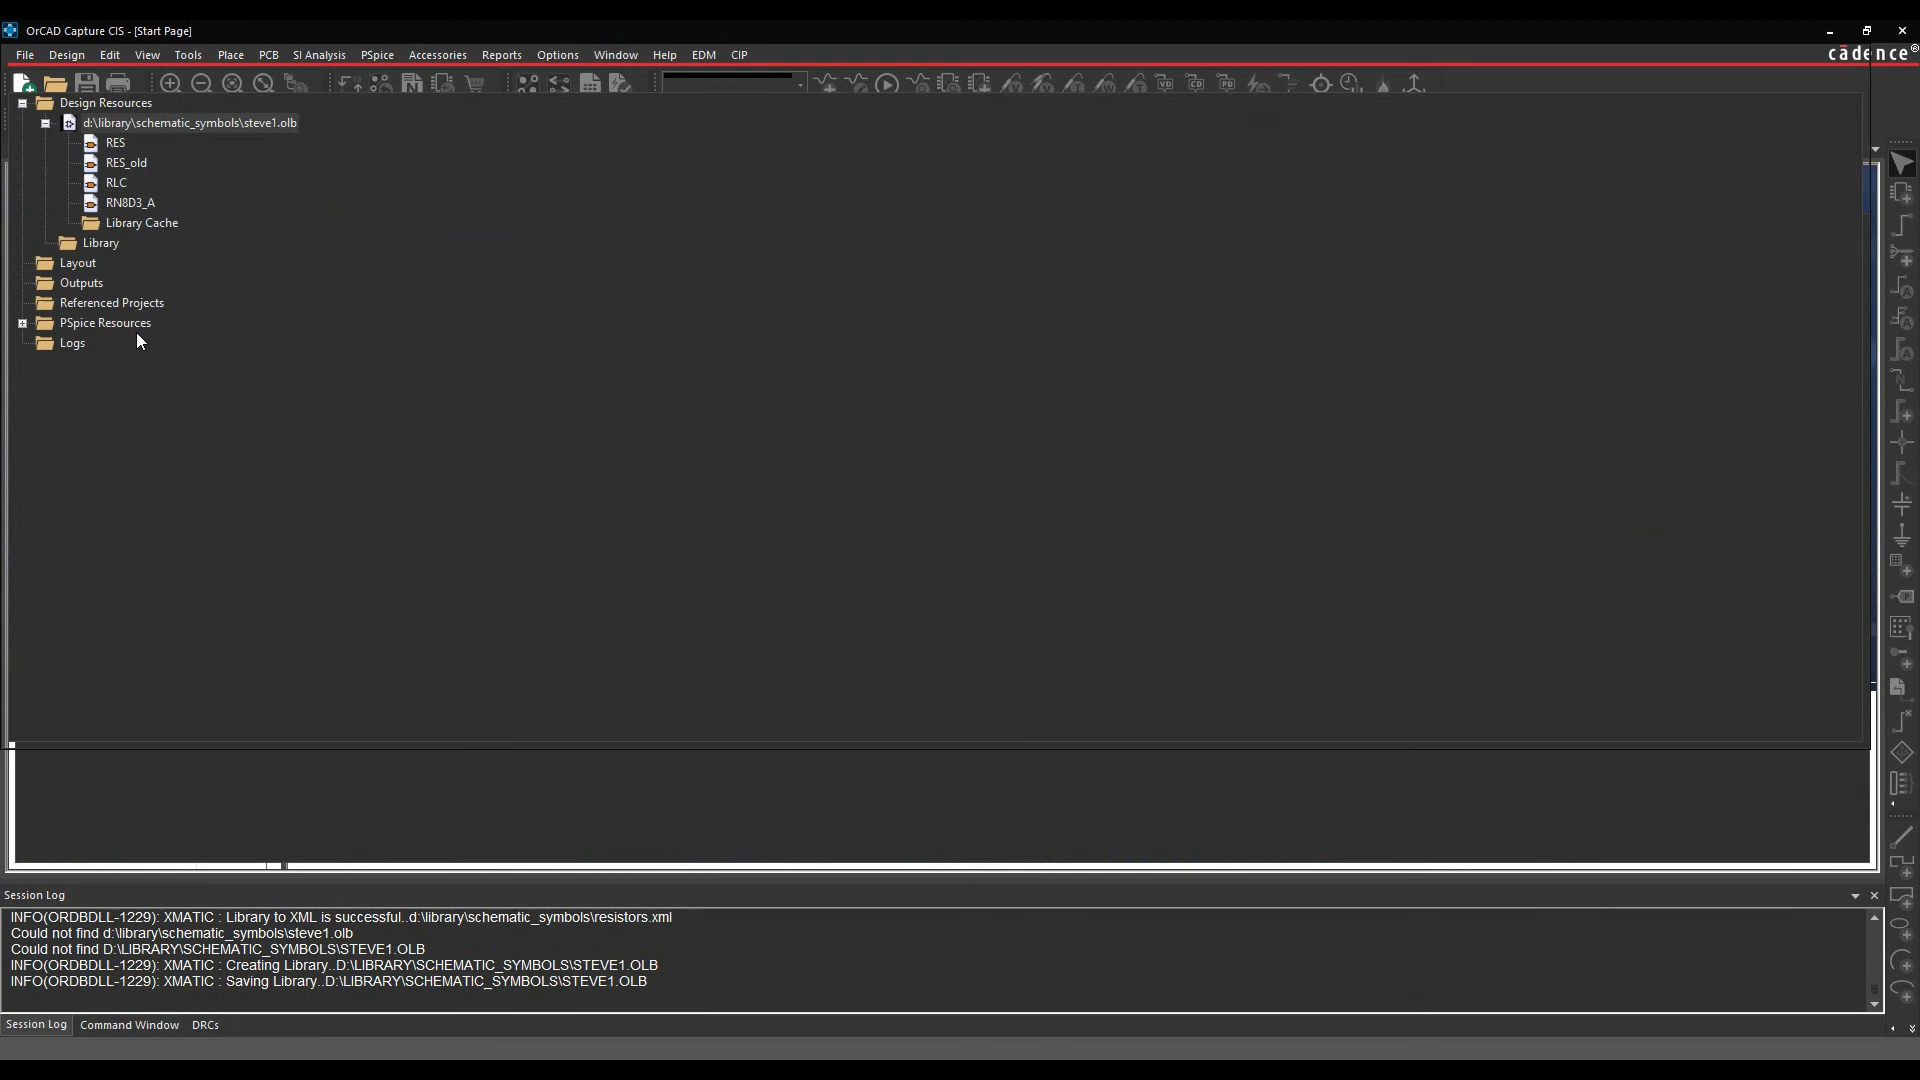 OrCAD Capture CIS - [Start Page]
File Design Edit View Tools Place PCB SI Analysis PSpice Accessories Reports Options Window Help EDM CIP
cādence®
Design Resources
d:\library\schematic_symbols\steve1.olb
RES
RES_old
RLC
RN8D3_A
Library Cache
Library
Layout
Outputs
Referenced Projects
PSpice Resources
Logs
Session Log
INFO(ORDBDLL-1229): XMATIC : Library to XML is successful..d:\library\schematic_symbols\resistors.xml
Could not find d:\library\schematic_symbols\steve1.olb
Could not find D:\LIBRARY\SCHEMATIC_SYMBOLS\STEVE1.OLB
INFO(ORDBDLL-1229): XMATIC : Creating Library..D:\LIBRARY\SCHEMATIC_SYMBOLS\STEVE1.OLB
INFO(ORDBDLL-1229): XMATIC : Saving Library..D:\LIBRARY\SCHEMATIC_SYMBOLS\STEVE1.OLB
Session Log Command Window DRCs